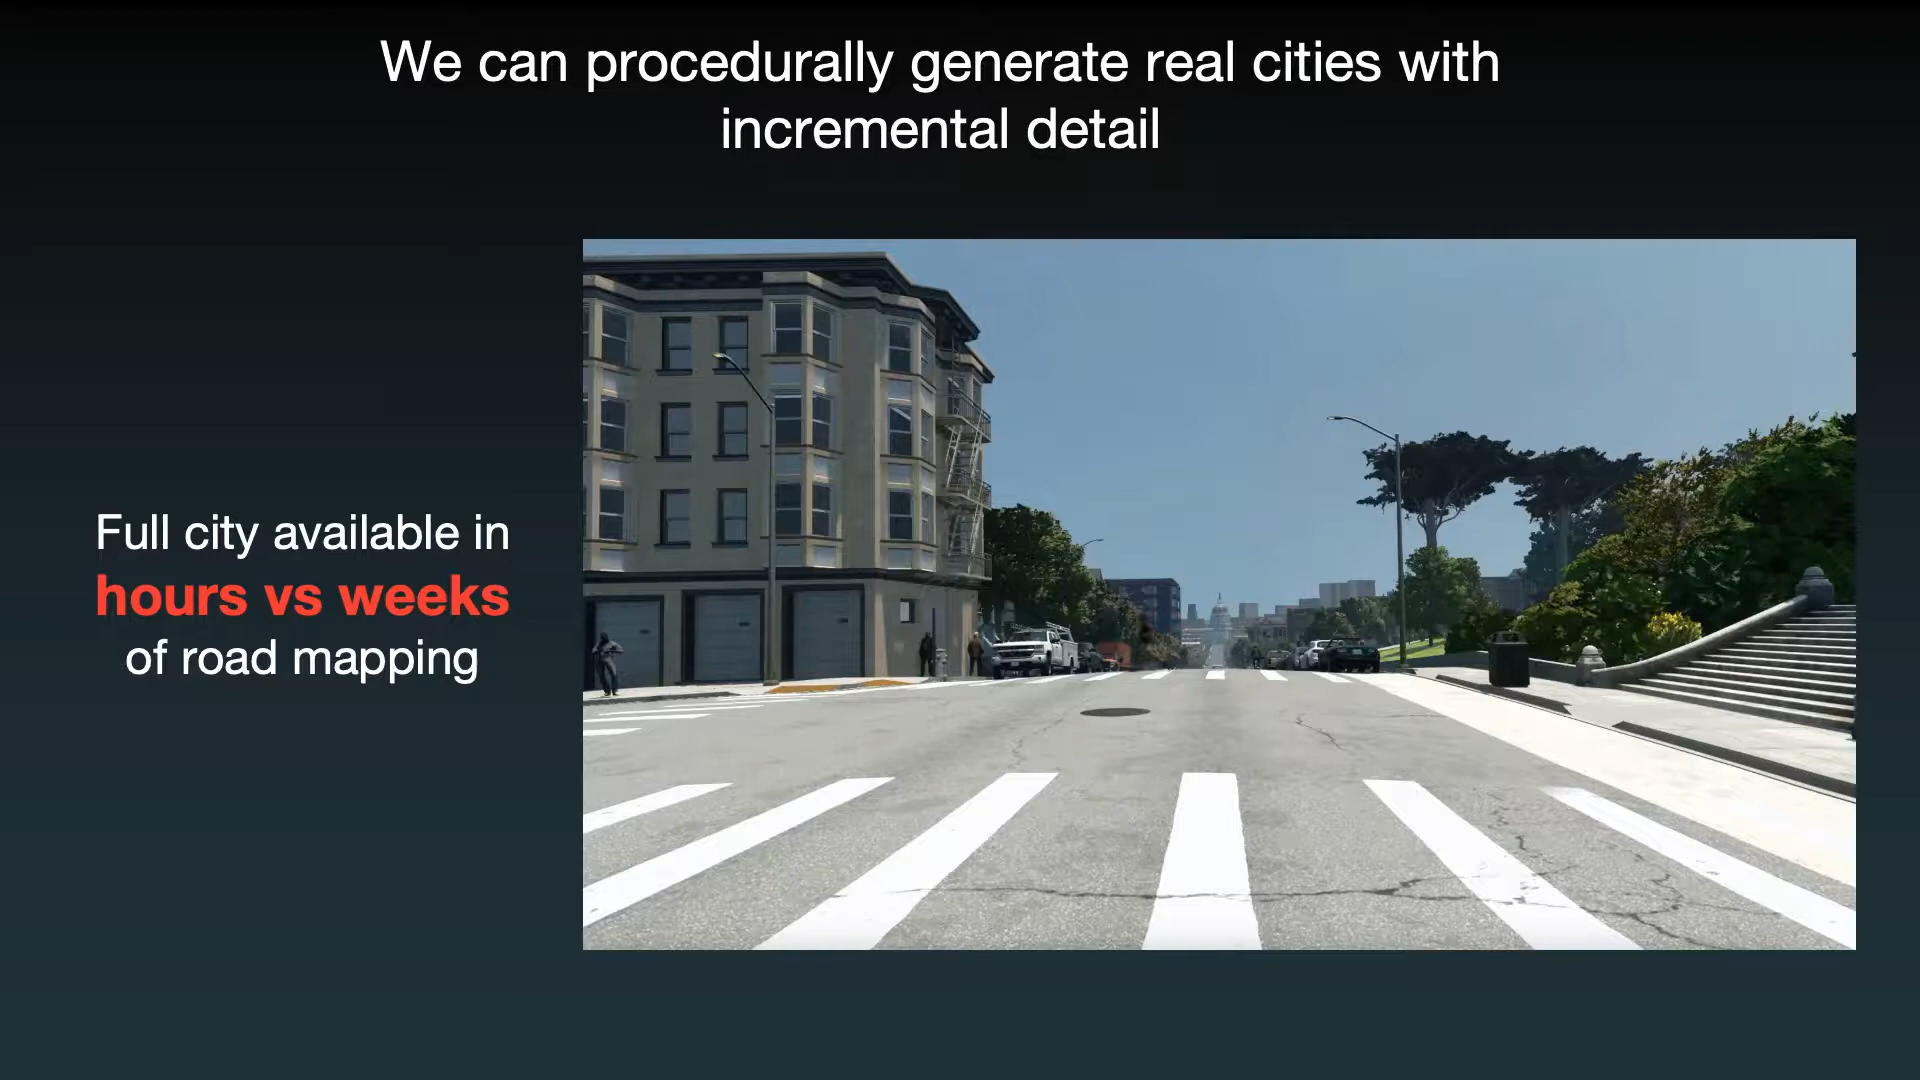 We can procedurally generate real cities with
incremental detail
Full city available in
hours vs weeks
of road mapping